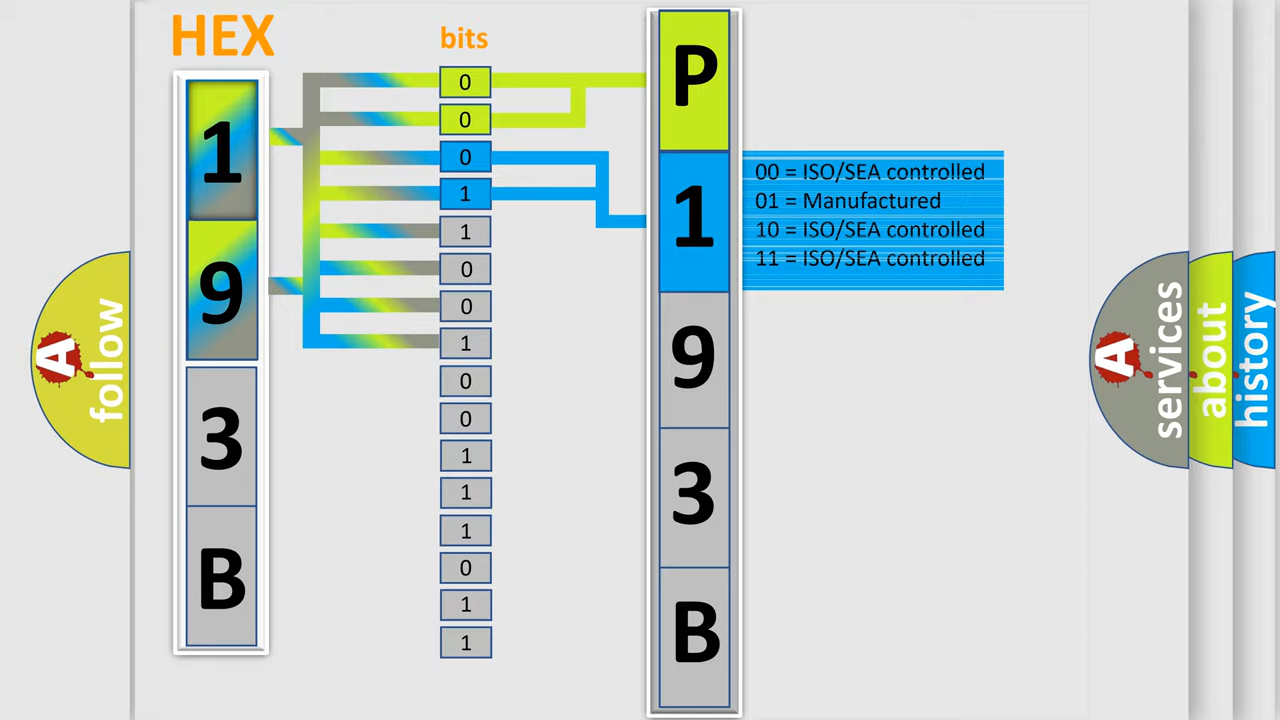 HEX
1
9
3
B
bits
0
0
0
1
1
0
0
1
0
0
1
1
1
0
1
1
P
1
9
3
B
00 = ISO/SEA controlled
01 = Manufactured
10 = ISO/SEA controlled
11 = ISO/SEA controlled
A
follow
A
services
about
history